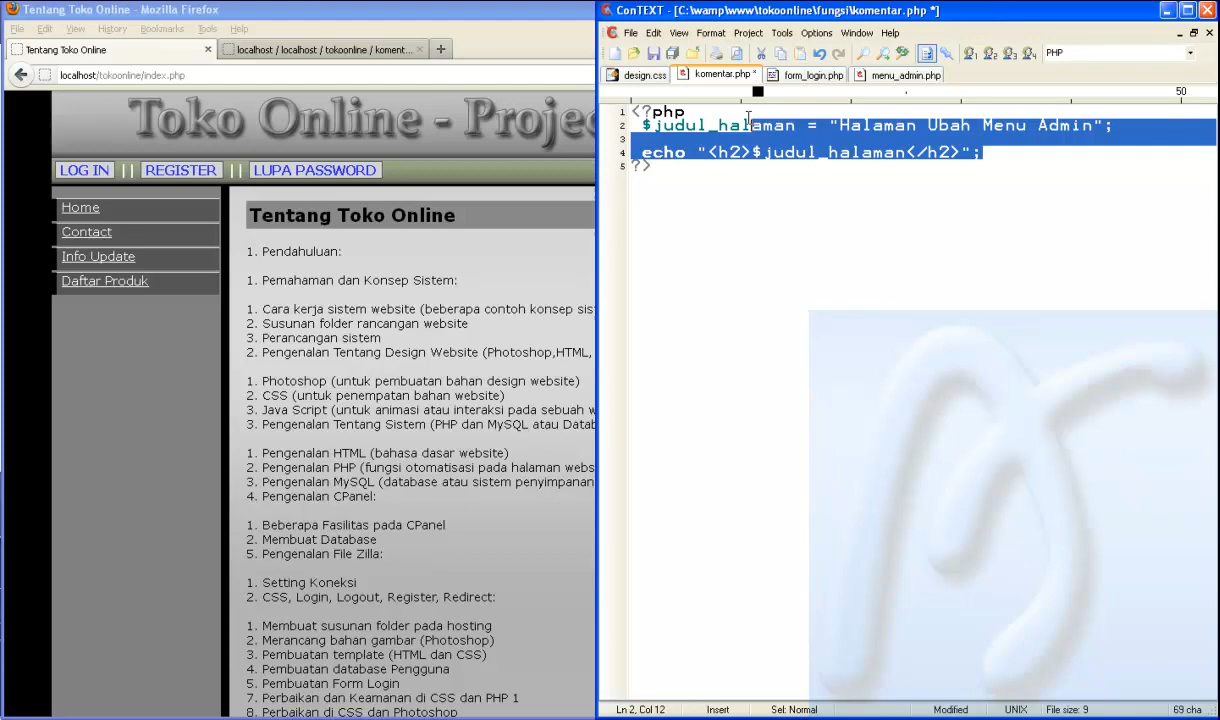 Tentang Toko Online - Mozilla Firefox
File Edit View History Bookmarks Tools Help
Tentang Toko Online
localhost / localhost / tokoonline / koment...
localhost/tokoonline/index.php
Toko Online - Projec
LOG IN || REGISTER || LUPA PASSWORD
Home
Contact
Info Update
Daftar Produk
Tentang Toko Online
1. Pendahuluan:
1. Pemahaman dan Konsep Sistem:
1. Cara kerja sistem website (beberapa contoh konsep sis
2. Susunan folder rancangan website
3. Perancangan sistem
2. Pengenalan Tentang Design Website (Photoshop,HTML,
1. Photoshop (untuk pembuatan bahan design website)
2. CSS (untuk penempatan bahan website)
3. Java Script (untuk animasi atau interaksi pada sebuah w
3. Pengenalan Tentang Sistem (PHP dan MySQL atau Datab
1. Pengenalan HTML (bahasa dasar website)
2. Pengenalan PHP (fungsi otomatisasi pada halaman webs
3. Pengenalan MySQL (database atau sistem penyimpanan
4. Pengenalan CPanel:
1. Beberapa Fasilitas pada CPanel
2. Membuat Database
5. Pengenalan File Zilla:
1. Setting Koneksi
2. CSS, Login, Logout, Register, Redirect:
1. Membuat susunan folder pada hosting
2. Merancang bahan gambar (Photoshop)
3. Pembuatan template (HTML dan CSS)
4. Pembuatan database Pengguna
5. Pembuatan Form Login
7. Perbaikan dan Keamanan di CSS dan PHP 1
8. Perbaikan di CSS dan Photoshop
ConTEXT - [C:\wamp\www\tokoonline\fungsi\komentar.php *]
File Edit View Format Project Tools Options Window Help
PHP
design.css komentar.php * form_login.php menu_admin.php
50
1 <?php
2 $judul_halaman = "Halaman Ubah Menu Admin";
3
4 echo "<h2>$judul_halaman</h2>";
5 ?>
Ln 2, Col 12 Insert Sel: Normal Modified UNIX File size: 9 69 cha